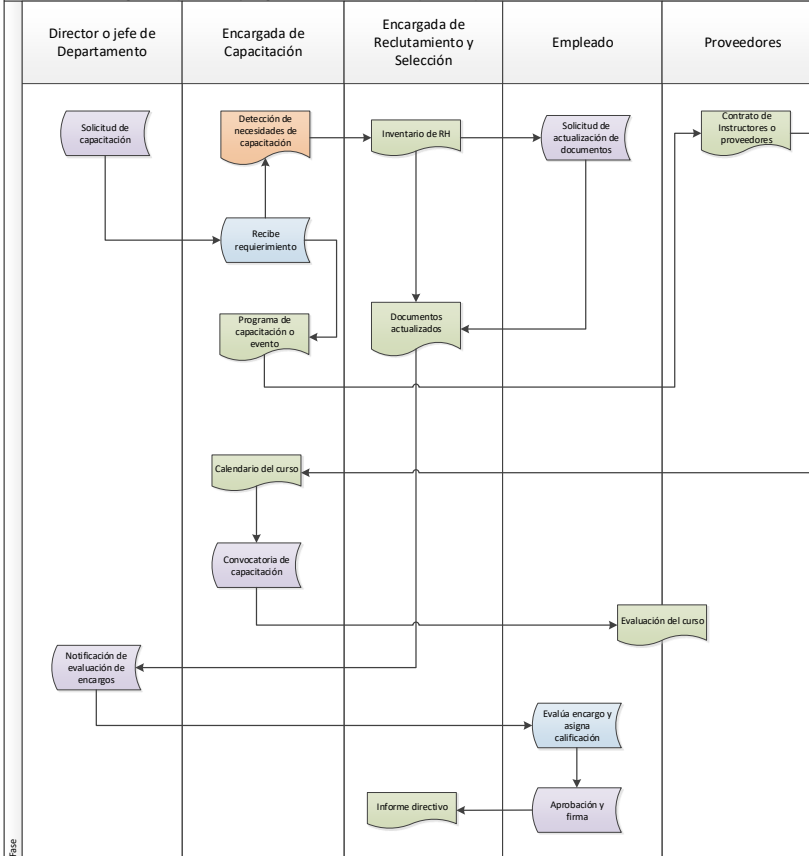 Director o jefe de
Departamento
Encargada de
Capacitación
Encargada de
Reclutamiento y
Selección
Empleado
Proveedores
Solicitud de
capacitación
Detección de
necesidades de
capacitación
Inventario de RH
Solicitud de
actualización de
documentos
Contrato de
Instructores o
proveedores
Recibe
requierimiento
Programa de
capacitación o
evento
Documentos
actualizados
Calendario del curso
Convocatoria de
capacitación
Evaluación del curso
Notificación de
evaluación de
encargos
Evalúa encargo y
asigna
calificación
Informe directivo
Aprobación y
firma
Fase